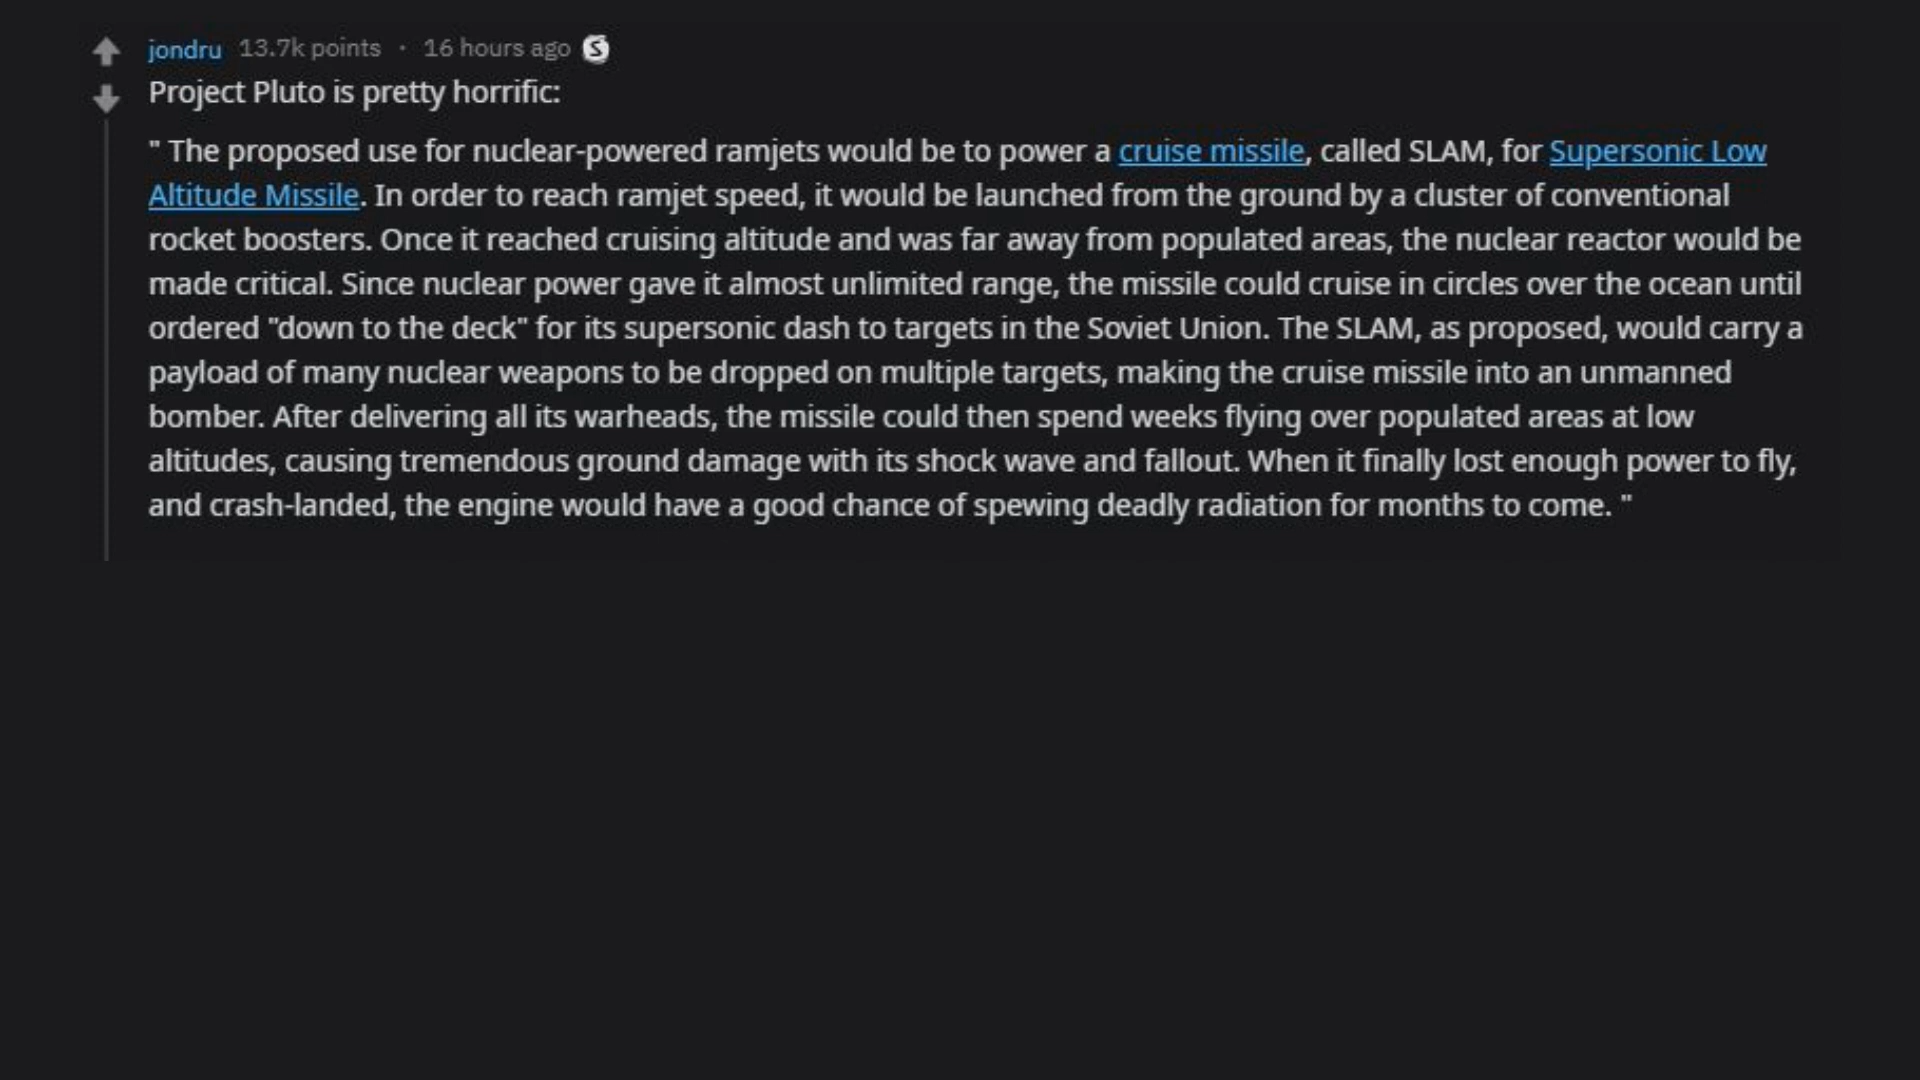 jondru 13.7k points · 16 hours ago S
Project Pluto is pretty horrific:
" The proposed use for nuclear-powered ramjets would be to power a cruise missile, called SLAM, for Supersonic Low
Altitude Missile. In order to reach ramjet speed, it would be launched from the ground by a cluster of conventional
rocket boosters. Once it reached cruising altitude and was far away from populated areas, the nuclear reactor would be
made critical. Since nuclear power gave it almost unlimited range, the missile could cruise in circles over the ocean until
ordered "down to the deck" for its supersonic dash to targets in the Soviet Union. The SLAM, as proposed, would carry a
payload of many nuclear weapons to be dropped on multiple targets, making the cruise missile into an unmanned
bomber. After delivering all its warheads, the missile could then spend weeks flying over populated areas at low
altitudes, causing tremendous ground damage with its shock wave and fallout. When it finally lost enough power to fly,
and crash-landed, the engine would have a good chance of spewing deadly radiation for months to come. "